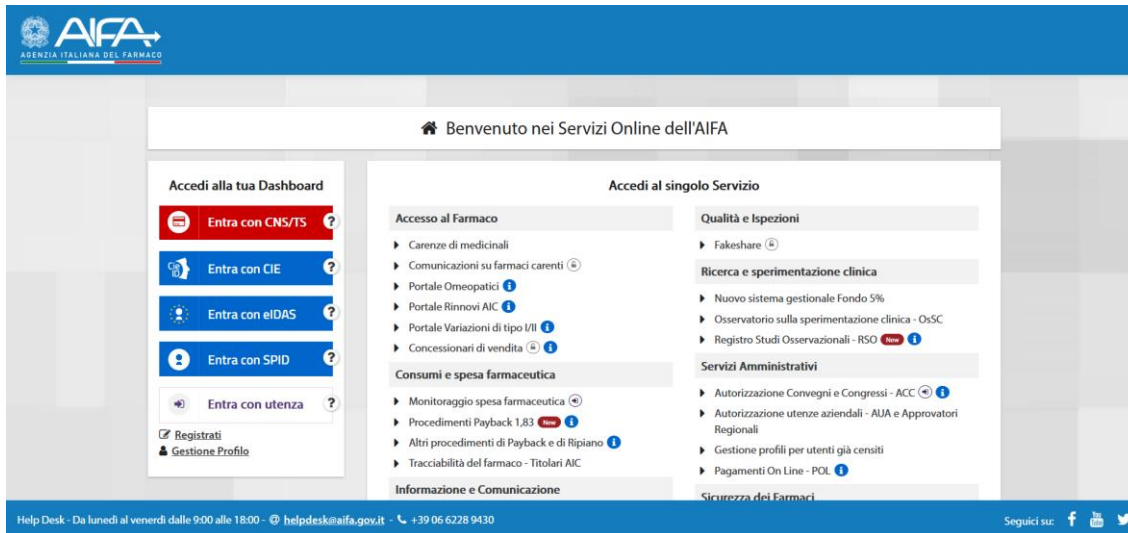 AIFA
AGENZIA ITALIANA DEL FARMACO
Benvenuto nei Servizi Online dell'AIFA
Accedi alla tua Dashboard
Entra con CNS/TS ?
Entra con CIE ?
Entra con eIDAS ?
Entra con SPID ?
Entra con utenza ?
Registrati
Gestione Profilo
Accedi al singolo Servizio
Accesso al Farmaco
Carenze di medicinali
Comunicazioni su farmaci carenti
Portale Omeopatici i
Portale Rinnovi AIC i
Portale Variazioni di tipo I/II i
Concessionari di vendita i
Consumi e spesa farmaceutica
Monitoraggio spesa farmaceutica
Procedimenti Payback 1,83 New i
Altri procedimenti di Payback e di Ripiano i
Tracciabilità del farmaco - Titolari AIC
Informazione e Comunicazione
Qualità e Ispezioni
Fakeshare
Ricerca e sperimentazione clinica
Nuovo sistema gestionale Fondo 5%
Osservatorio sulla sperimentazione clinica - OsSC
Registro Studi Osservazionali - RSO New i
Servizi Amministrativi
Autorizzazione Convegni e Congressi - ACC i
Autorizzazione utenze aziendali - AUA e Approvatori
Regionali
Gestione profili per utenti già censiti
Pagamenti On Line - POL i
Sicurezza dei Farmaci
Help Desk - Da lunedì al venerdì dalle 9:00 alle 18:00 - @ helpdesk@aifa.gov.it - +39 06 6228 9430
Seguici su: f You Tube